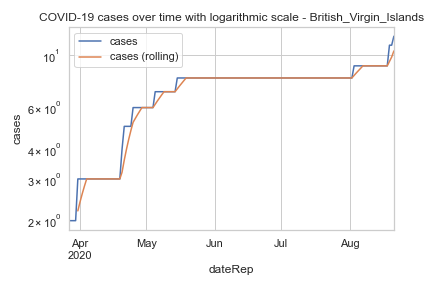 COVID-19 cases over time with logarithmic scale - British_Virgin_Islands
cases
cases (rolling)
10¹
6 × 10⁰
4 × 10⁰
3 × 10⁰
2 × 10⁰
cases
Apr
2020
May
Jun
Jul
Aug
dateRep